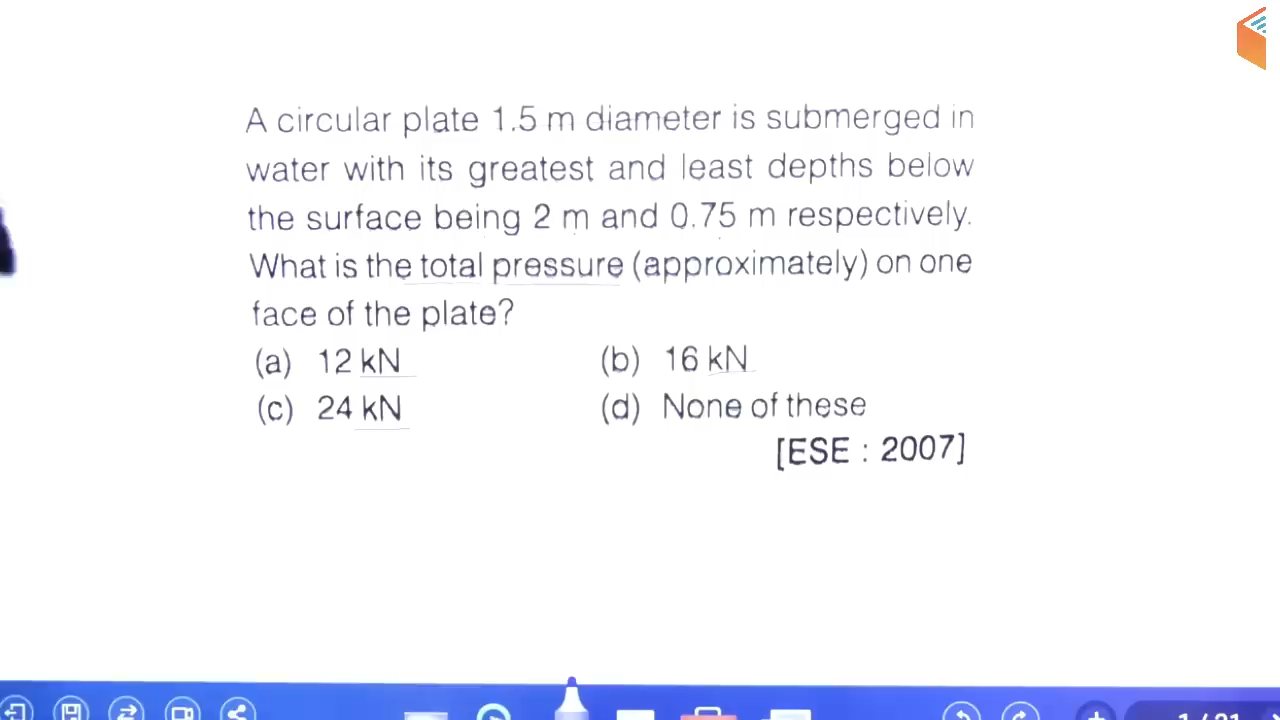 A circular plate 1.5 m diameter is submerged in
water with its greatest and least depths below
the surface being 2 m and 0.75 m respectively.
What is the total pressure (approximately) on one
face of the plate?
(a) 12 kN (b) 16 kN
(c) 24 kN (d) None of these
[ESE : 2007]